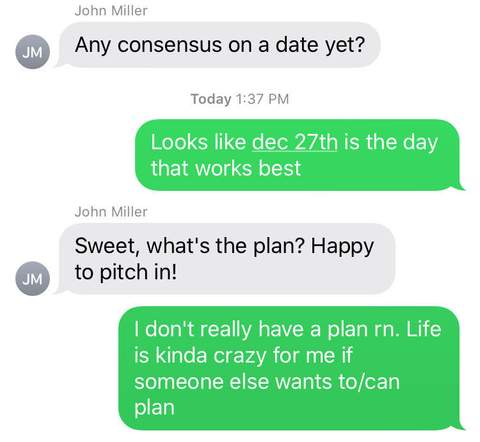 John Miller
Any consensus on a date yet?
JM
Today 1:37 PM
Looks like dec 27th is the day
that works best
John Miller
Sweet, what's the plan? Happy
to pitch in!
JM
I don't really have a plan rn. Life
is kinda crazy for me if
someone else wants to/can
plan